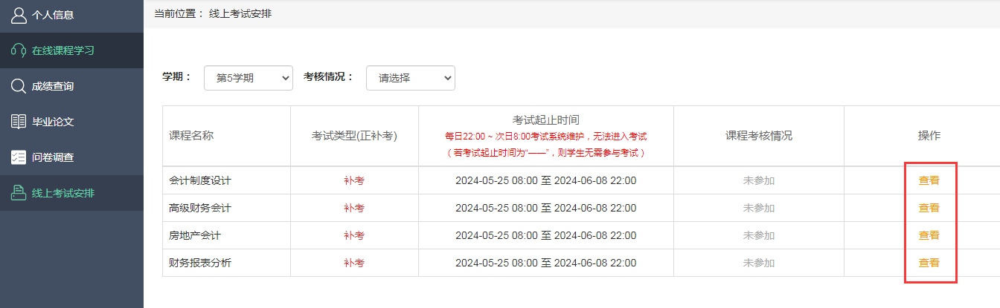 个人信息
在线课程学习
成绩查询
毕业论文
问卷调查
线上考试安排
当前位置： 线上考试安排
学期： 第5学期 考核情况： 请选择
课程名称 考试类型(正补考) 考试起止时间 课程考核情况 操作
每日22:00 ~ 次日8:00考试系统维护，无法进入考试
（若考试起止时间为“——”，则学生无需参与考试）
会计制度设计 补考 2024-05-25 08:00 至 2024-06-08 22:00 未参加 查看
高级财务会计 补考 2024-05-25 08:00 至 2024-06-08 22:00 未参加 查看
房地产会计 补考 2024-05-25 08:00 至 2024-06-08 22:00 未参加 查看
财务报表分析 补考 2024-05-25 08:00 至 2024-06-08 22:00 未参加 查看